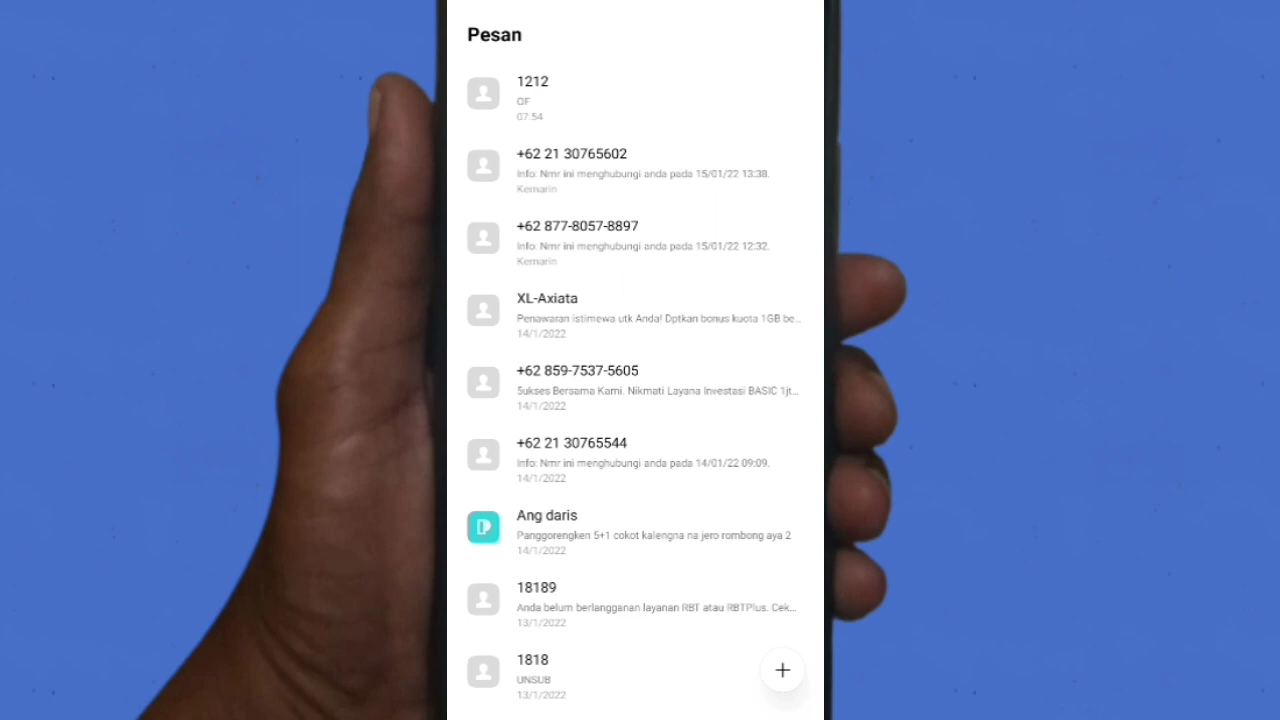 Pesan
1212
OF
07.54
+62 21 30765602
Info: Nmr ini menghubungi anda pada 15/01/22 13:38.
Kemarin
+62 877-8057-8897
Info: Nmr ini menghubungi anda pada 15/01/22 12:32.
Kemarin
XL-Axiata
Penawaran istimewa utk Anda! Dptkan bonus kuota 1GB be...
14/1/2022
+62 859-7537-5605
5ukses Bersama Kami. Nikmati Layana Investasi BASIC 1jt...
14/1/2022
+62 21 30765544
Info: Nmr ini menghubungi anda pada 14/01/22 09:09.
14/1/2022
Ang daris
Panggorengken 5+1 cokot kalengna na jero rombong aya 2
14/1/2022
18189
Anda belum berlangganan layanan RBT atau RBTPlus. Cek...
13/1/2022
1818
UNSUB
13/1/2022